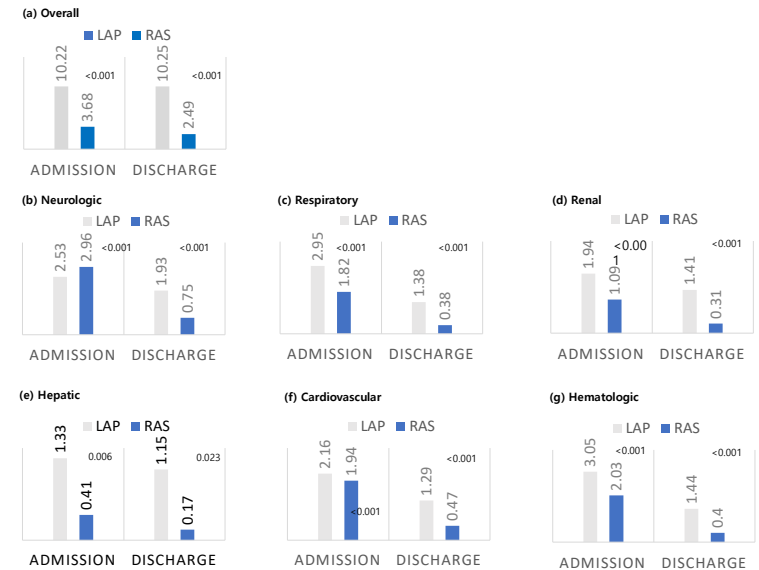 (a) Overall
LAP RAS
10.22 3.68 <0.001 10.25 2.49 <0.001
ADMISSION DISCHARGE
(b) Neurologic
LAP RAS
2.53 2.96 <0.001 1.93 0.75 <0.001
ADMISSION DISCHARGE
(c) Respiratory
LAP RAS
2.95 1.82 <0.001 1.38 0.38 <0.001
ADMISSION DISCHARGE
(d) Renal
LAP RAS
1.94 1.09 <0.00
1 1.41 0.31 <0.001
ADMISSION DISCHARGE
(e) Hepatic
LAP RAS
1.33 0.41 0.006 1.15 0.17 0.023
ADMISSION DISCHARGE
(f) Cardiovascular
LAP RAS
2.16 1.94 <0.001 1.29 0.47 <0.001
ADMISSION DISCHARGE
(g) Hematologic
LAP RAS
3.05 2.03 <0.001 1.44 0.4 <0.001
ADMISSION DISCHARGE